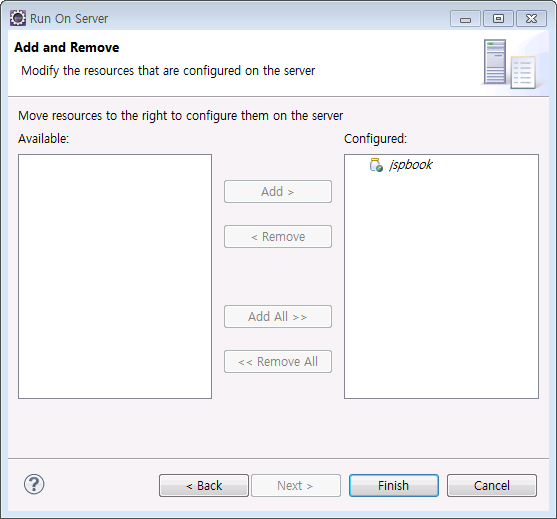 Run On Server
Add and Remove
Modify the resources that are configured on the server
Move resources to the right to configure them on the server
Available:
Configured:
jspbook
Add >
< Remove
Add All >>
<< Remove All
?
< Back
Next >
Finish
Cancel